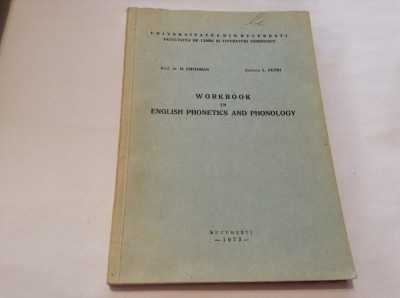 UNIVERSITATEA DIN BUCUREȘTI
FACULTATEA DE LIMBI ȘI LITERATURI GERMANICE
Prof. dr. D. CHIȚORAN
Asistent L. PETRI
WORKBOOK
IN
ENGLISH PHONETICS AND PHONOLOGY
BUCUREȘTI
—1973—